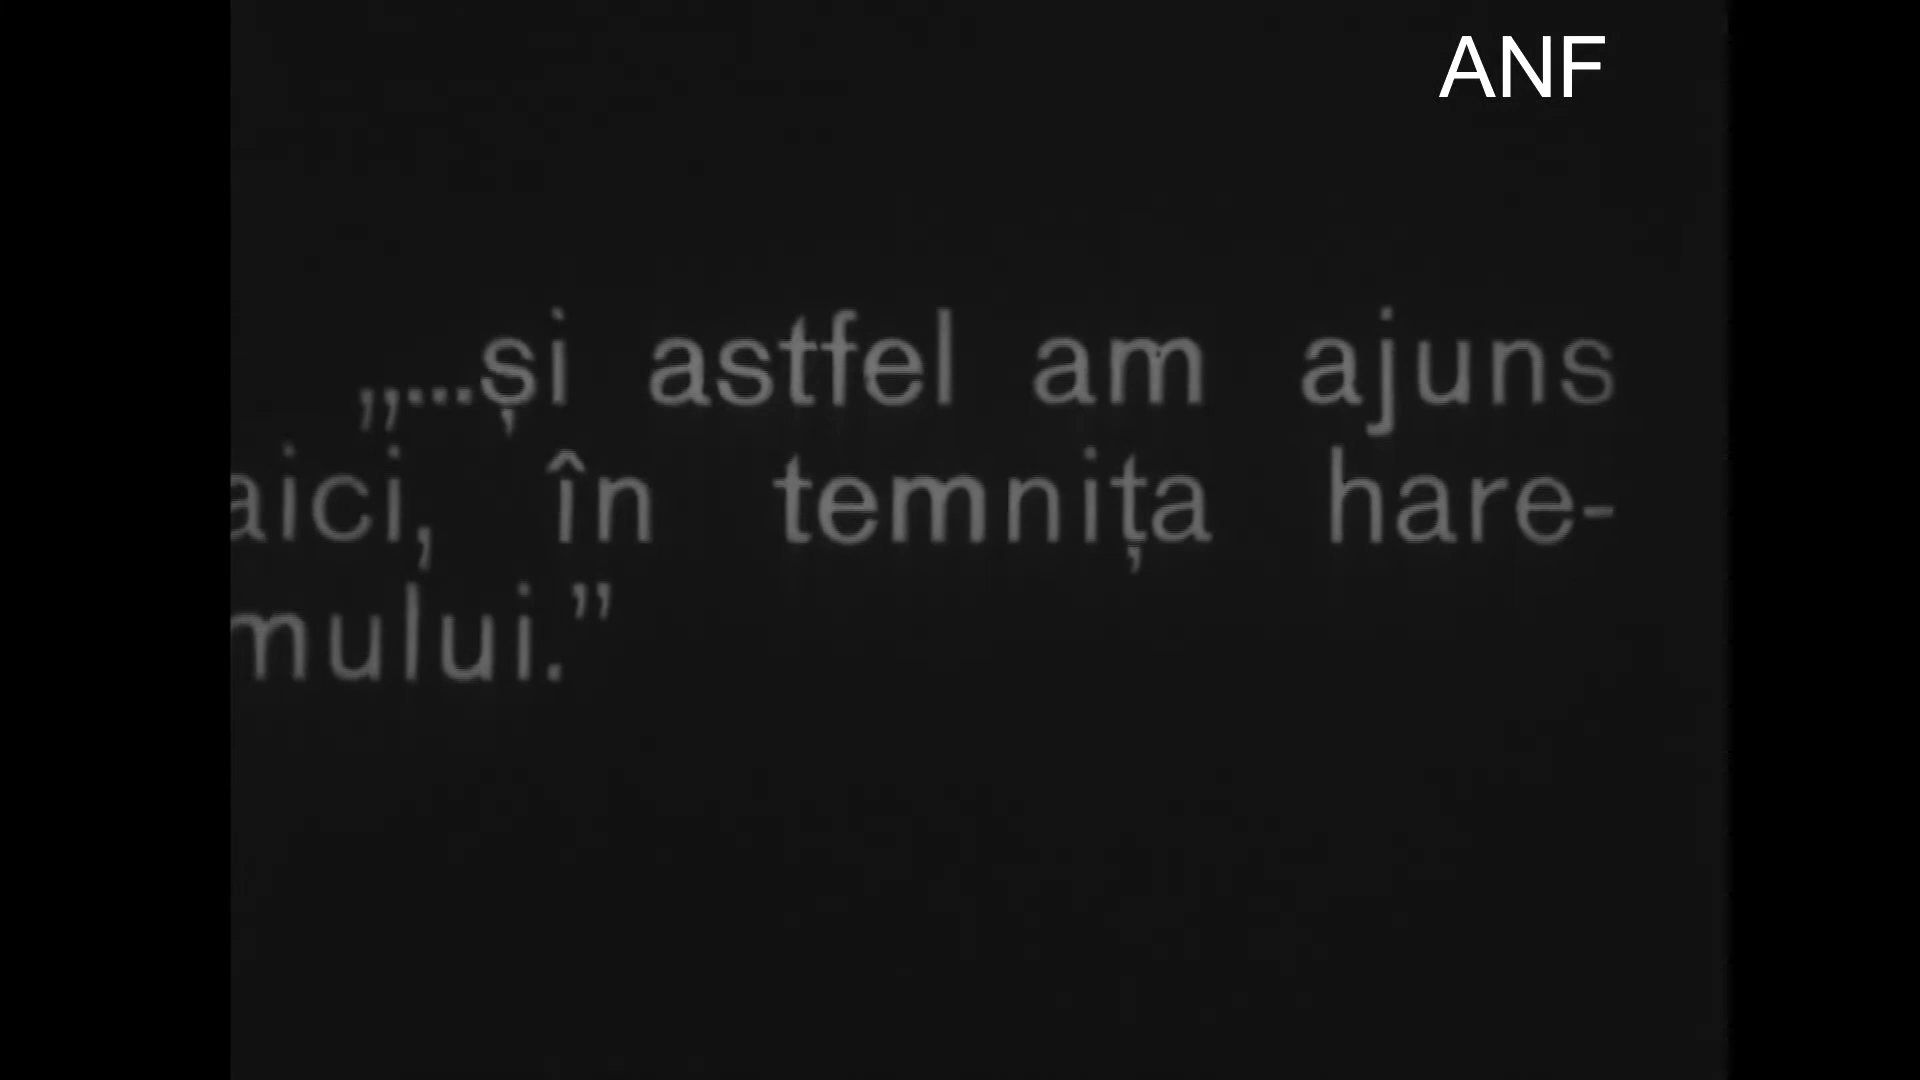 ANF
„...și astfel am ajuns
aici, în temnița hare-
mului.”